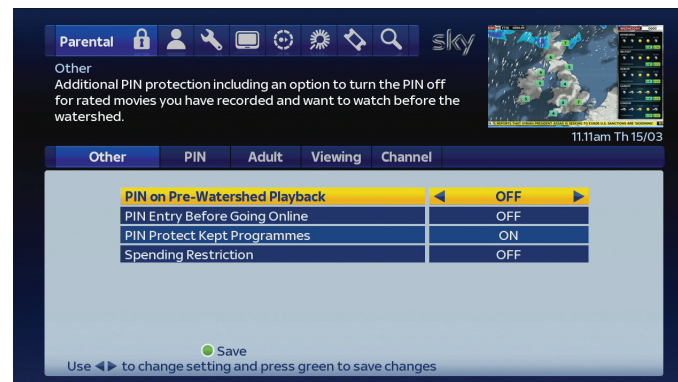 Parental
sky
Other
Additional PIN protection including an option to turn the PIN off
for rated movies you have recorded and want to watch before the
watershed.
11.11am Th 15/03
Other PIN Adult Viewing Channel
PIN on Pre-Watershed Playback OFF
PIN Entry Before Going Online OFF
PIN Protect Kept Programmes ON
Spending Restriction OFF
Save
Use ◀▶ to change setting and press green to save changes